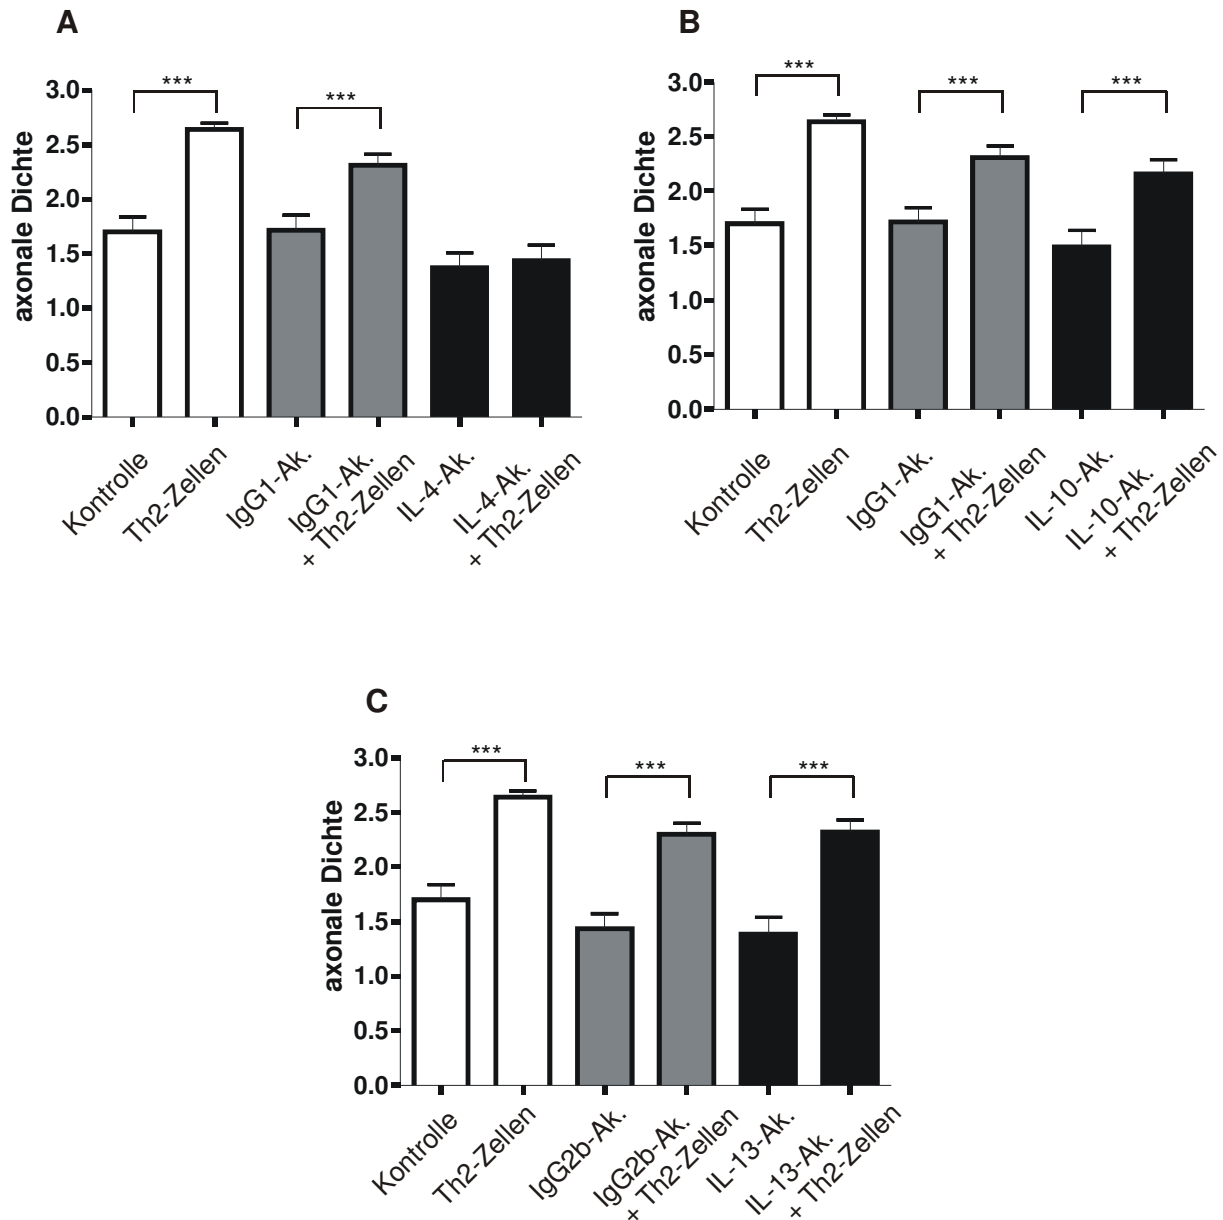 A
axonale Dichte
3.0
2.5
2.0
1.5
1.0
0.5
0.0
***
***
Kontrolle
Th2-Zellen
IgG1-Ak.
IgG1-Ak.
+ Th2-Zellen
IL-4-Ak.
IL-4-Ak.
+ Th2-Zellen
B
axonale Dichte
3.0
2.5
2.0
1.5
1.0
0.5
0.0
***
***
***
Kontrolle
Th2-Zellen
IgG1-Ak.
IgG1-Ak.
+ Th2-Zellen
IL-10-Ak.
IL-10-Ak.
+ Th2-Zellen
C
axonale Dichte
3.0
2.5
2.0
1.5
1.0
0.5
0.0
***
***
***
Kontrolle
Th2-Zellen
IgG2b-Ak.
IgG2b-Ak.
+ Th2-Zellen
IL-13-Ak.
IL-13-Ak.
+ Th2-Zellen